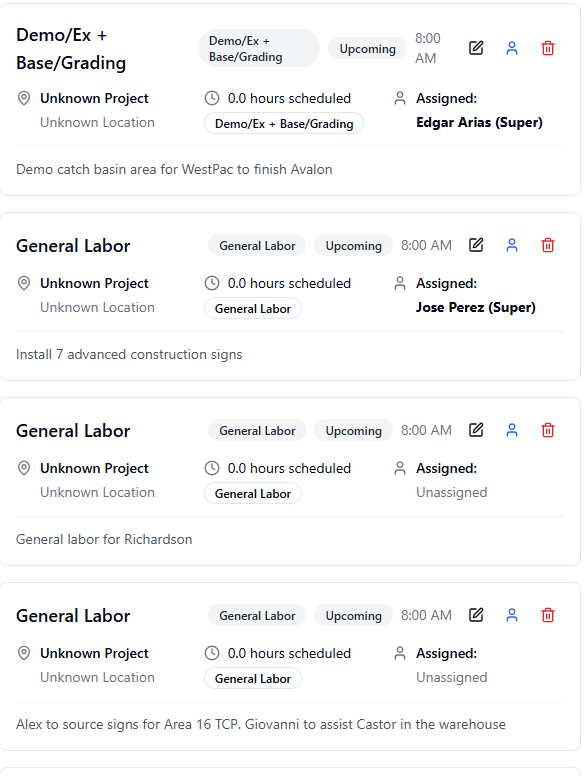 Demo/Ex +
Base/Grading
Demo/Ex +
Base/Grading
Upcoming
8:00
AM
Unknown Project
Unknown Location
0.0 hours scheduled
Demo/Ex + Base/Grading
Assigned:
Edgar Arias (Super)
Demo catch basin area for WestPac to finish Avalon
General Labor
General Labor
Upcoming
8:00 AM
Unknown Project
Unknown Location
0.0 hours scheduled
General Labor
Assigned:
Jose Perez (Super)
Install 7 advanced construction signs
General Labor
General Labor
Upcoming
8:00 AM
Unknown Project
Unknown Location
0.0 hours scheduled
General Labor
Assigned:
Unassigned
General labor for Richardson
General Labor
General Labor
Upcoming
8:00 AM
Unknown Project
Unknown Location
0.0 hours scheduled
General Labor
Assigned:
Unassigned
Alex to source signs for Area 16 TCP. Giovanni to assist Castor in the warehouse